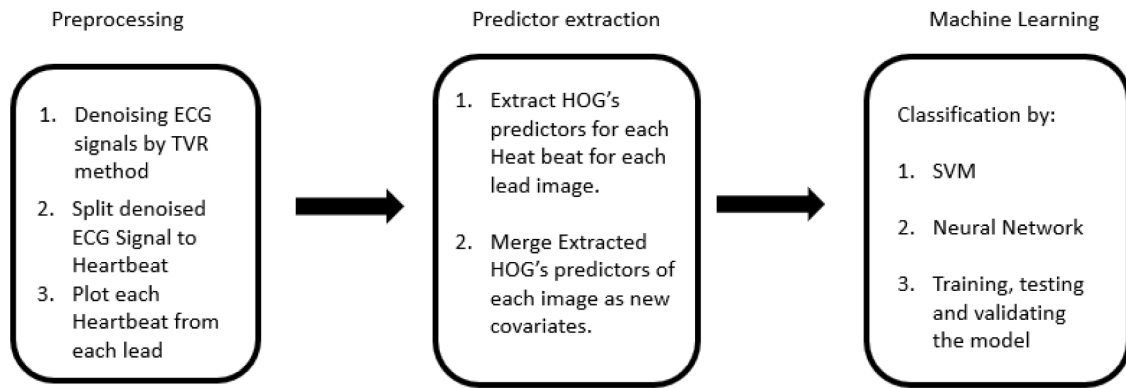 Preprocessing
1. Denoising ECG
signals by TVR
method
2. Split denoised
ECG Signal to
Heartbeat
3. Plot each
Heartbeat from
each lead
Predictor extraction
1. Extract HOG's
predictors for each
Heat beat for each
lead image.
2. Merge Extracted
HOG's predictors of
each image as new
covariates.
Machine Learning
Classification by:
1. SVM
2. Neural Network
3. Training, testing
and validating
the model